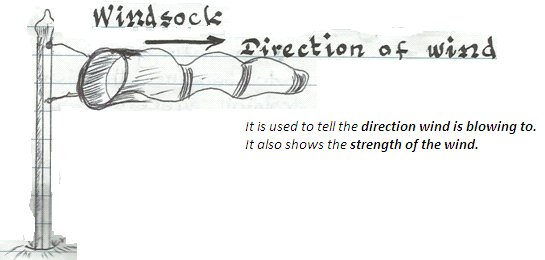 Windsock
Direction of wind
It is used to tell the direction wind is blowing to.
It also shows the strength of the wind.